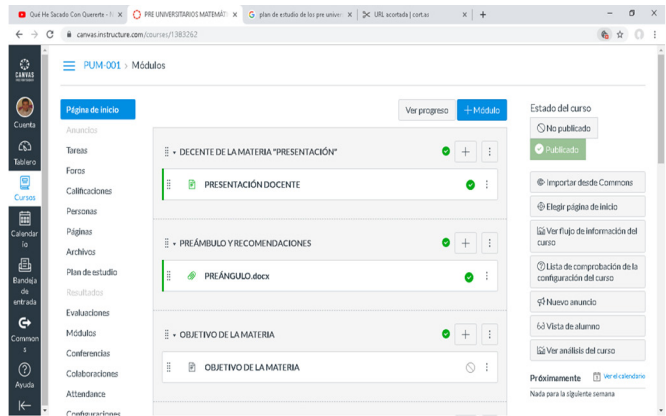 Qué He Sacado Con Quererte - 
PRE UNIVERSITARIOS MATEMÁT
plan de estudio de los pre univer
URL acortada | cort.as
canvas.instructure.com/courses/1383262
CANVAS
Cuenta
Tablero
Cursos
Calendar
io
Bandeja
de
entrada
Common
s
Ayuda
PUM-001 › Módulos
Página de inicio
Anuncios
Tareas
Foros
Calificaciones
Personas
Páginas
Archivos
Plan de estudio
Resultados
Evaluaciones
Módulos
Conferencias
Colaboraciones
Attendance
Configuraciones
Ver progreso
+ Módulo
DECENTE DE LA MATERIA "PRESENTACIÓN"
PRESENTACIÓN DOCENTE
PREÁMBULO Y RECOMENDACIONES
PREÁNGULO.docx
OBJETIVO DE LA MATERIA
OBJETIVO DE LA MATERIA
Estado del curso
No publicado
Publicado
Importar desde Commons
Elegir página de inicio
Ver flujo de información del
curso
Lista de comprobación de la
configuración del curso
Nuevo anuncio
Vista de alumno
Ver análisis del curso
Próximamente
Ver el calendario
Nada para la siguiente semana